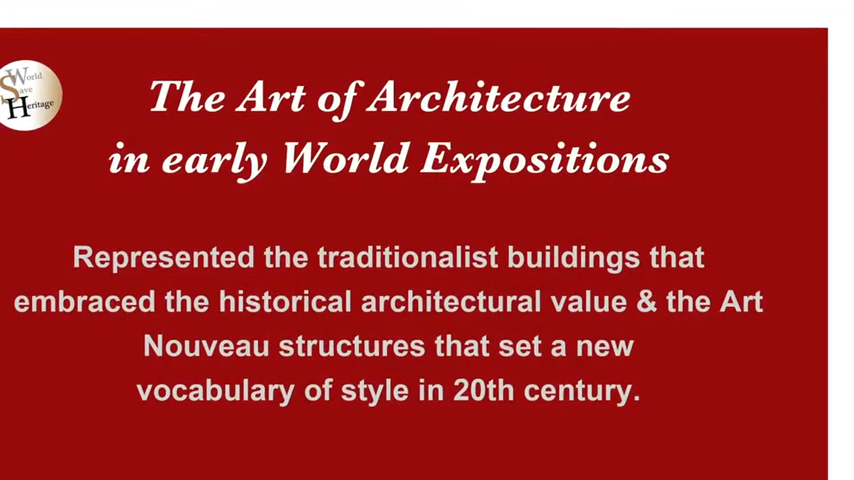 World
Save
Heritage
The Art of Architecture
in early World Expositions
Represented the traditionalist buildings that
embraced the historical architectural value & the Art
Nouveau structures that set a new
vocabulary of style in 20th century.